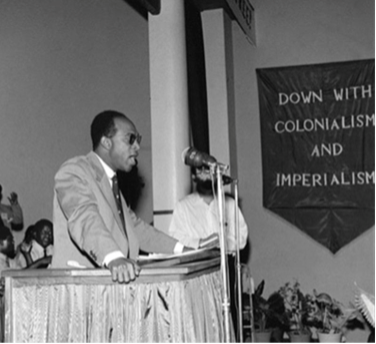 DOWN WITH
COLONIALISM
AND
IMPERIALISM